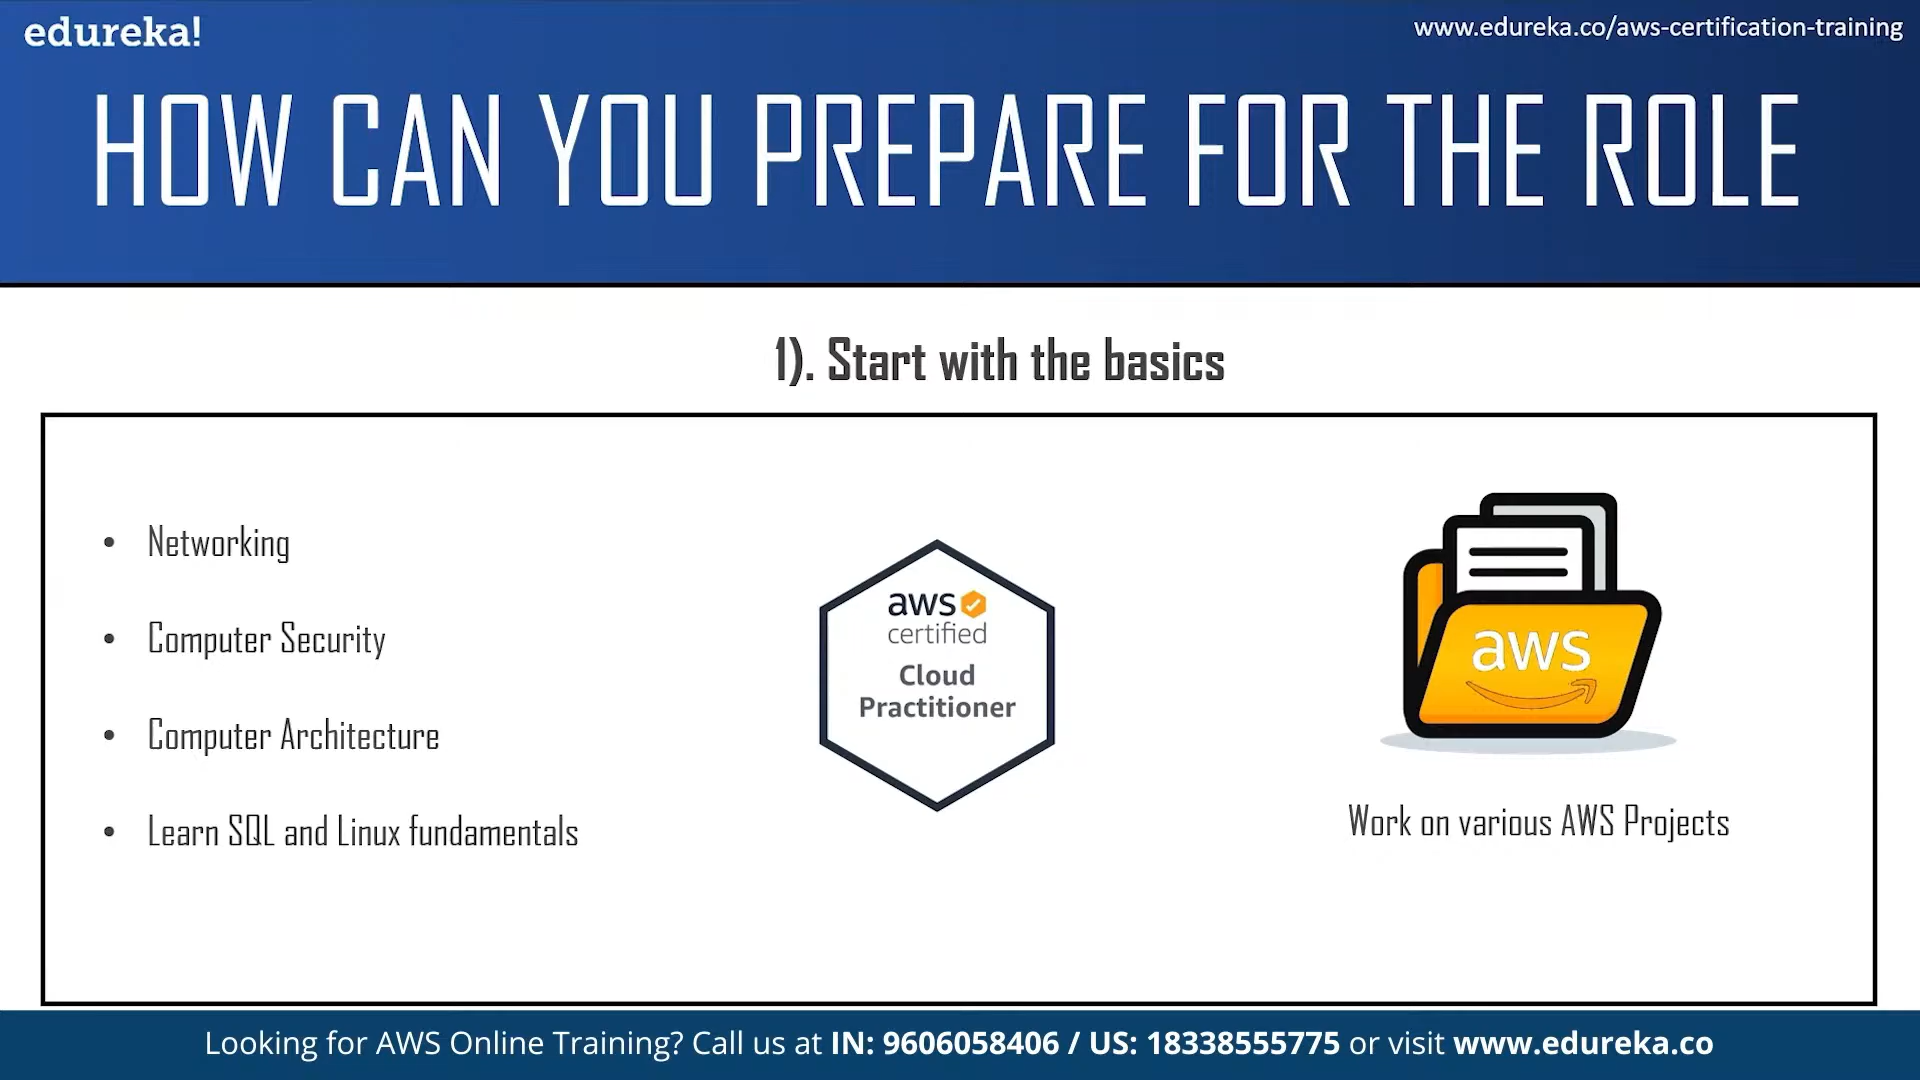 edureka!
www.edureka.co/aws-certification-training
HOW CAN YOU PREPARE FOR THE ROLE
1). Start with the basics
• Networking
• Computer Security
• Computer Architecture
• Learn SQL and Linux fundamentals
aws
certified
Cloud
Practitioner
aws
Work on various AWS Projects
Looking for AWS Online Training? Call us at IN: 9606058406 / US: 18338555775 or visit www.edureka.co